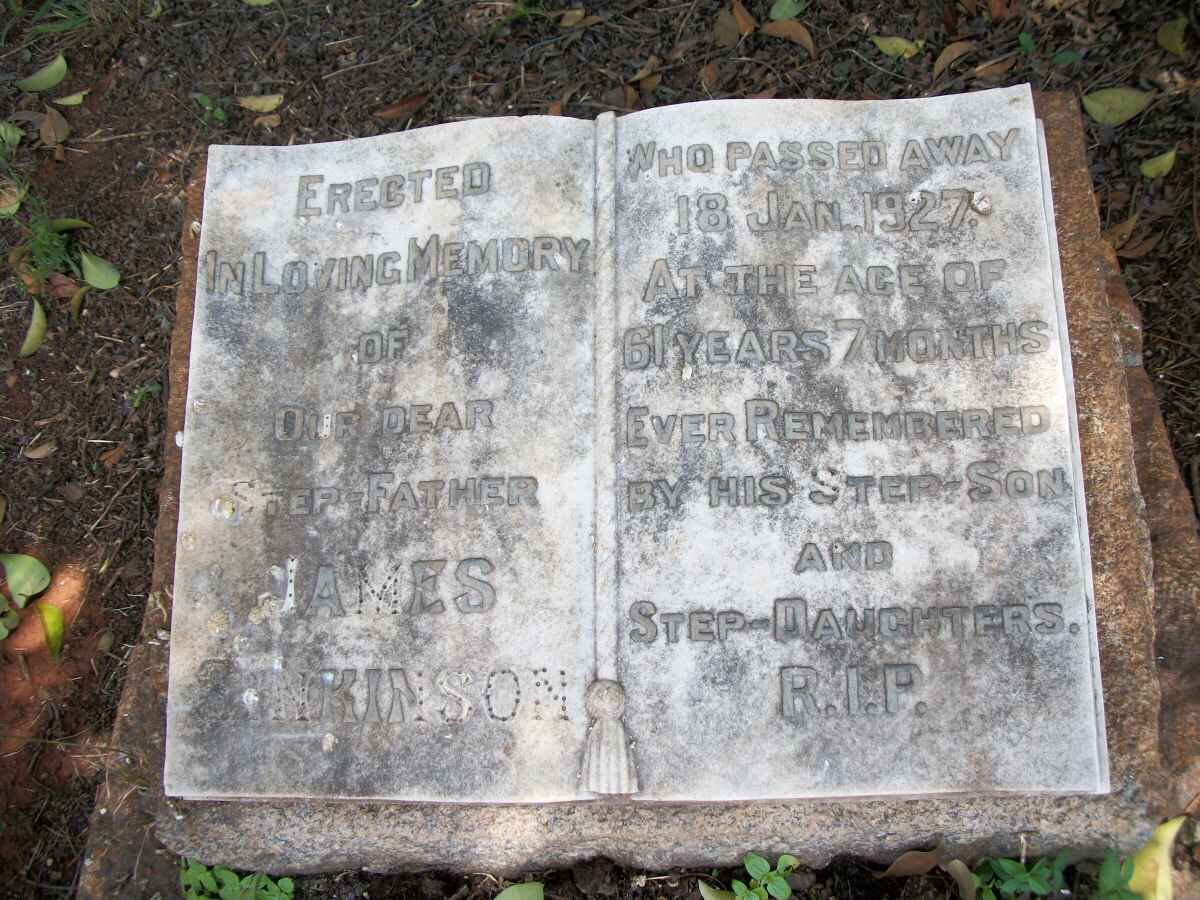 ERECTED
IN LOVING MEMORY
OF
OUR DEAR
STEP-FATHER
JAMES
WHO PASSED AWAY
18 JAN. 1927.
AT THE AGE OF
61 YEARS 7 MONTHS
EVER REMEMBERED
BY HIS STEP-SON
AND
STEP-DAUGHTERS.
R.I.P.